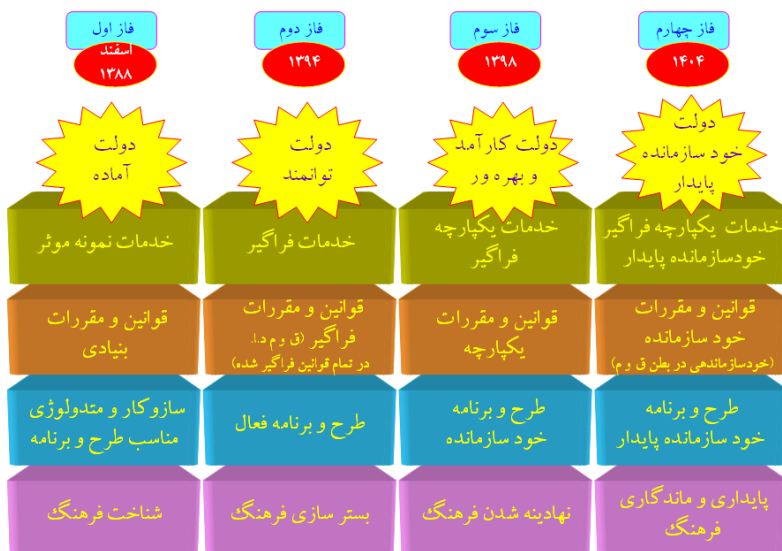 فاز اول
اسفند
۱۳۸۸
دولت
آماده
خدمات نمونه موثر
قوانین و مقررات
بنیادی
سازوکار و متدولوژی
مناسب طرح و برنامه
شناخت فرهنگ
فاز دوم
۱۳۹۴
دولت
توانمند
خدمات فراگیر
قوانین و مقررات
فراگیر (ق و م د.ا.
در تمام قوانین فراگیر شده)
طرح و برنامه فعال
بستر سازی فرهنگ
فاز سوم
۱۳۹۸
دولت کارآمد
و بهره ور
خدمات یکپارچه
فراگیر
قوانین و مقررات
یکپارچه
طرح و برنامه
خود سازمانده
نهادینه شدن فرهنگ
فاز چهارم
۱۴۰۴
دولت
خود سازمانده
پایدار
خدمات یکپارچه فراگیر
خودسازمانده پایدار
قوانین و مقررات
خود سازمانده
(خودسازماندهی در بطن ق و م)
طرح و برنامه
خود سازمانده پایدار
پایداری و ماندگاری
فرهنگ